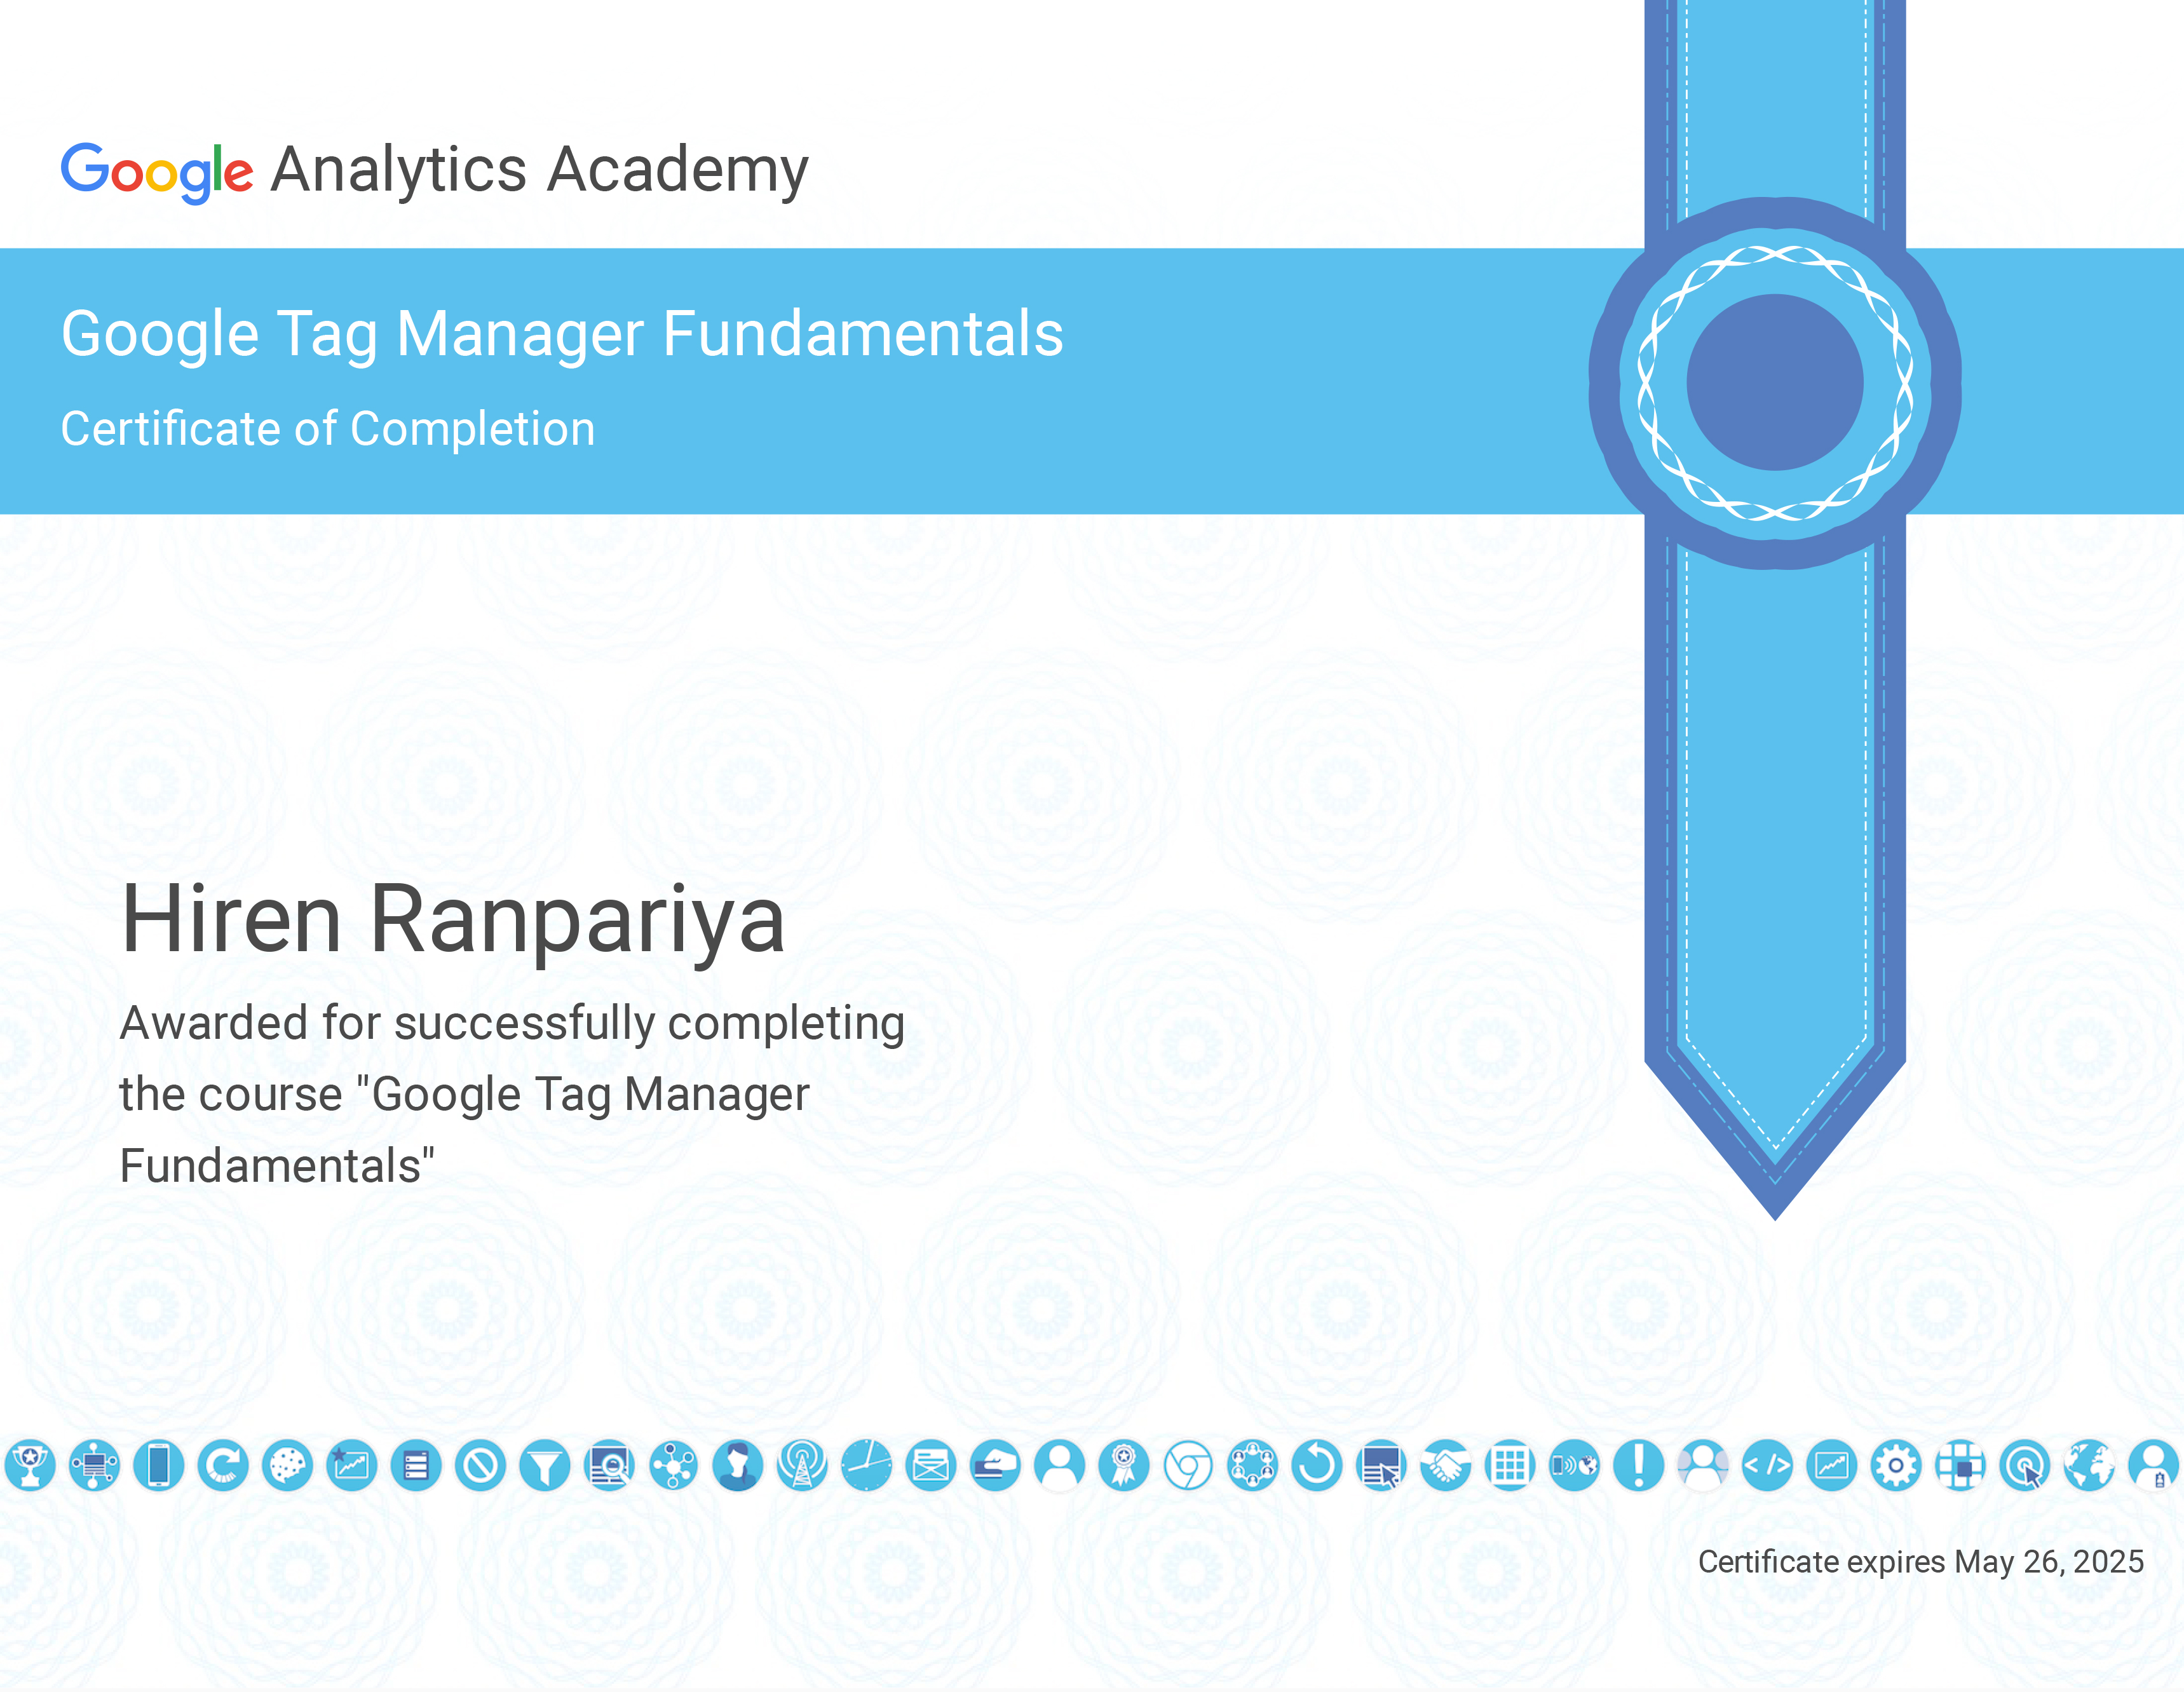 Google Analytics Academy
Google Tag Manager Fundamentals
Certificate of Completion
Hiren Ranpariya
Awarded for successfully completing
the course "Google Tag Manager
Fundamentals"
Certificate expires May 26, 2025